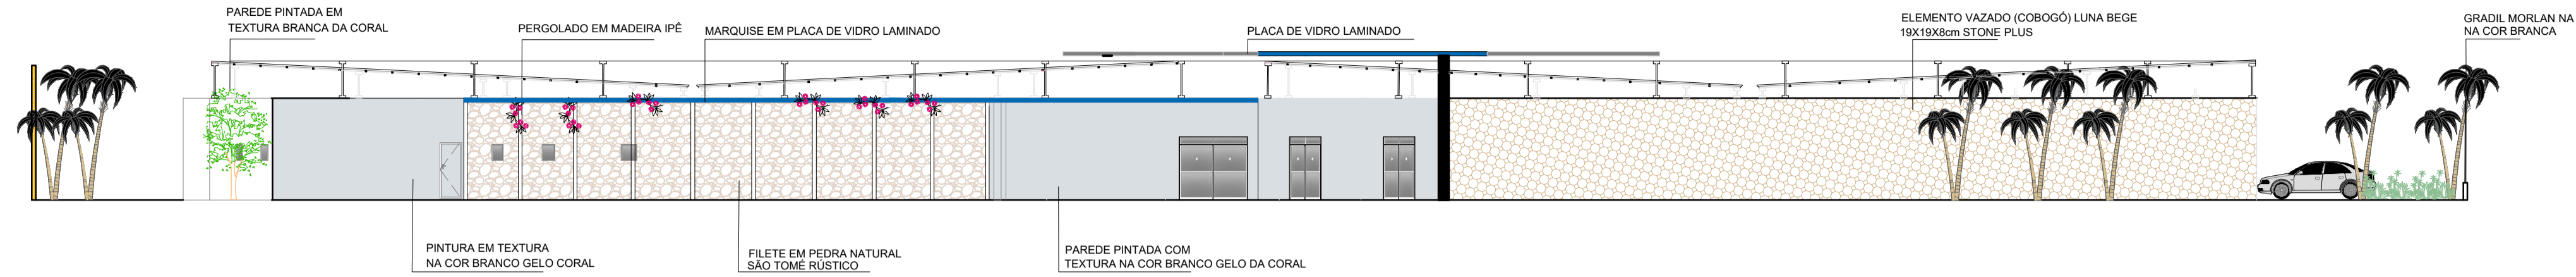 PAREDE PINTADA EM
TEXTURA BRANCA DA CORAL
PERGOLADO EM MADEIRA IPÊ
MARQUISE EM PLACA DE VIDRO LAMINADO
PLACA DE VIDRO LAMINADO
ELEMENTO VAZADO (COBOGÓ) LUNA BEGE
19X19X8cm STONE PLUS
GRADIL MORLAN NA
NA COR BRANCA
PINTURA EM TEXTURA
NA COR BRANCO GELO CORAL
FILETE EM PEDRA NATURAL
SÃO TOMÉ RÚSTICO
PAREDE PINTADA COM
TEXTURA NA COR BRANCO GELO DA CORAL